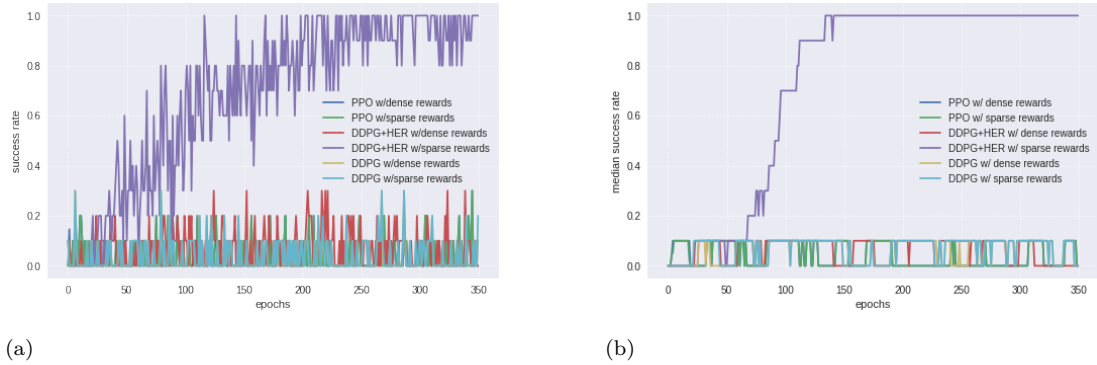 1.0
0.8
0.6
0.4
0.2
0.0
success rate
PPO w/dense rewards
PPO w/sparse rewards
DDPG+HER w/dense rewards
DDPG+HER w/sparse rewards
DDPG w/dense rewards
DDPG w/sparse rewards
0 50 100 150 200 250 300 350
epochs
(a)
1.0
0.8
0.6
0.4
0.2
0.0
median success rate
PPO w/ dense rewards
PPO w/ sparse rewards
DDPG+HER w/ dense rewards
DDPG+HER w/ sparse rewards
DDPG w/ dense rewards
DDPG w/ sparse rewards
0 50 100 150 200 250 300 350
epochs
(b)